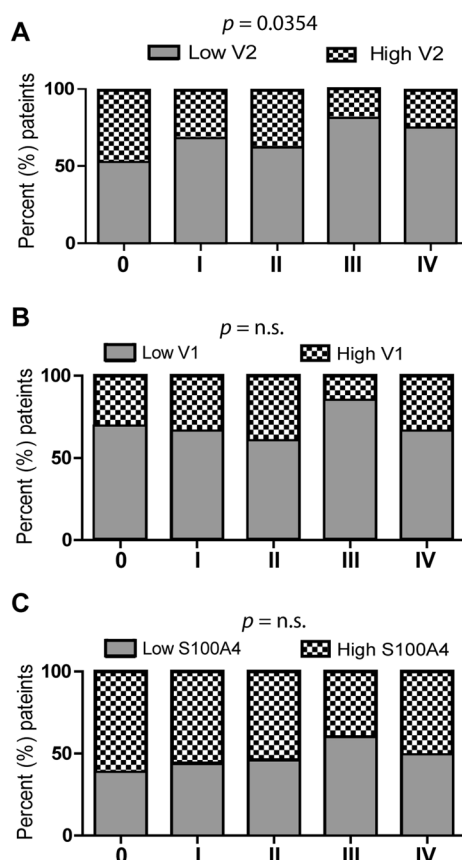 A
p = 0.0354
Low V2 High V2
Percent (%) pateints
100
50
0
0 I II III IV
B
p = n.s.
Low V1 High V1
Percent (%) pateints
100
50
0
0 I II III IV
C
p = n.s.
Low S100A4 High S100A4
Percent (%) pateints
100
50
0
0 I II III IV